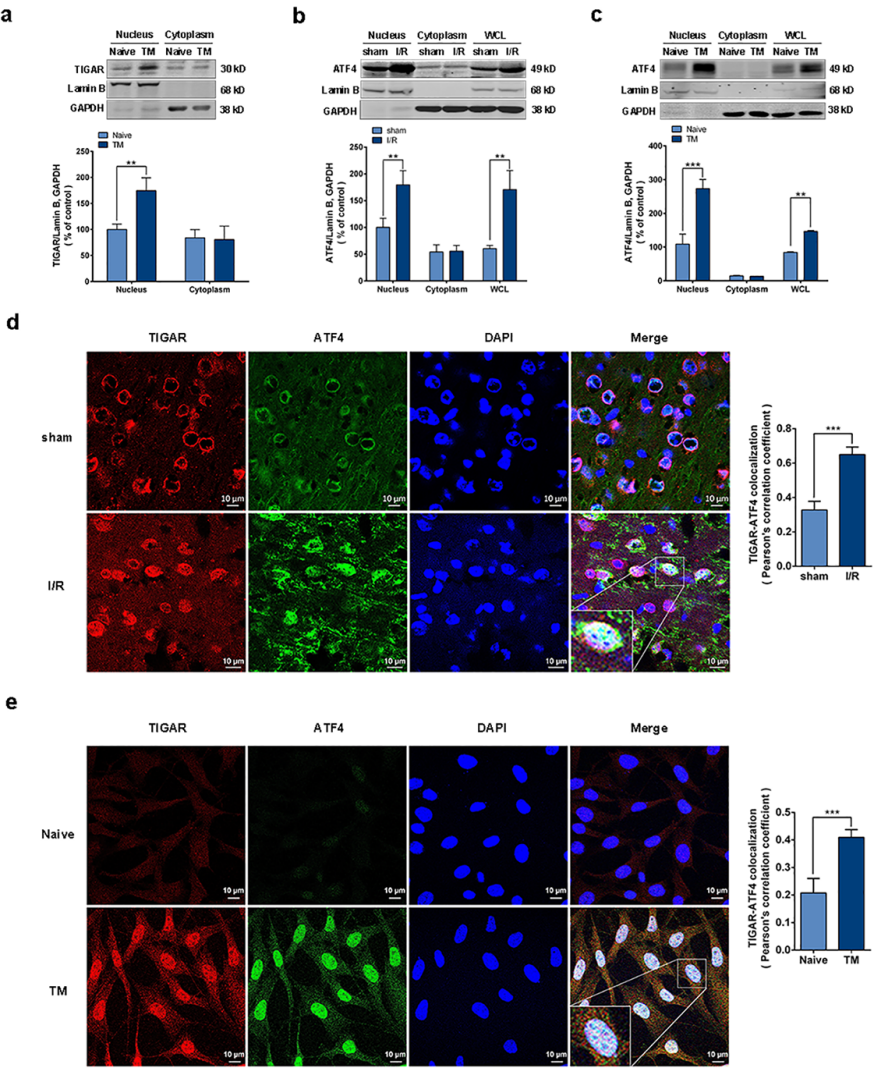 a
Nucleus Cytoplasm
Naive TM Naive TM
TIGAR 30 kD
Lamin B 68 kD
GAPDH 38 kD
Naive
TM
TIGAR/Lamin B, GAPDH
( % of control )
250
200
150
100
50
0
**
Nucleus Cytoplasm
b
Nucleus Cytoplasm WCL
sham I/R sham I/R sham I/R
ATF4 49 kD
Lamin B 68 kD
GAPDH 38 kD
sham
I/R
ATF4/Lamin B, GAPDH
( % of control )
250
200
150
100
50
0
** **
Nucleus Cytoplasm WCL
c
Nucleus Cytoplasm WCL
Naive TM Naive TM Naive TM
ATF4 49 kD
Lamin B 68 kD
GAPDH 38 kD
Naive
TM
ATF4/Lamin B, GAPDH
( % of control )
400
300
200
100
0
*** **
Nucleus Cytoplasm WCL
d
TIGAR ATF4 DAPI Merge
sham
10 µm 10 µm 10 µm 10 µm
I/R
10 µm 10 µm 10 µm 10 µm
TIGAR-ATF4 colocalization
( Pearson's correlation coefficient )
0.8
0.6
0.4
0.2
0.0
***
sham I/R
e
TIGAR ATF4 DAPI Merge
Naive
10 µm 10 µm 10 µm 10 µm
TM
10 µm 10 µm 10 µm 10 µm
TIGAR-ATF4 colocalization
( Pearson's correlation coefficient )
0.5
0.4
0.3
0.2
0.1
0.0
***
Naive TM